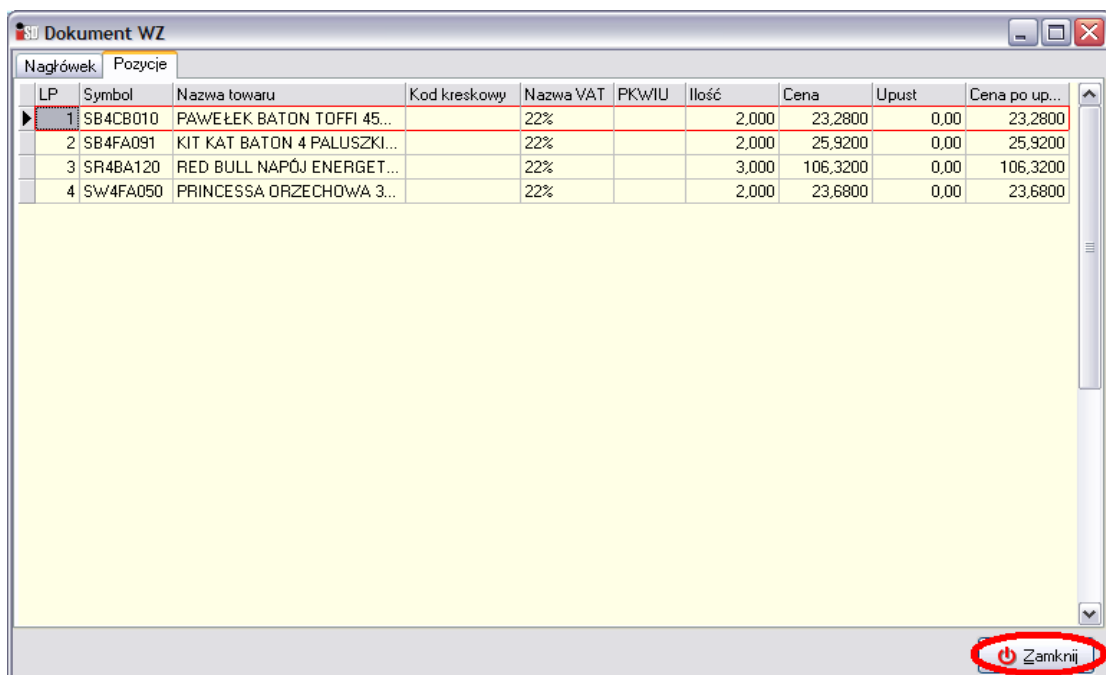 iSU Dokument WZ
Nagłówek Pozycje
LP Symbol Nazwa towaru Kod kreskowy Nazwa VAT PKWIU Ilość Cena Upust Cena po up...
1 SB4CB010 PAWEŁEK BATON TOFFI 45... 22% 2,000 23,2800 0,00 23,2800
2 SB4FA091 KIT KAT BATON 4 PALUSZKI... 22% 2,000 25,9200 0,00 25,9200
3 SR4BA120 RED BULL NAPÓJ ENERGET... 22% 3,000 106,3200 0,00 106,3200
4 SW4FA050 PRINCESSA ORZECHOWA 3... 22% 2,000 23,6800 0,00 23,6800
Zamknij